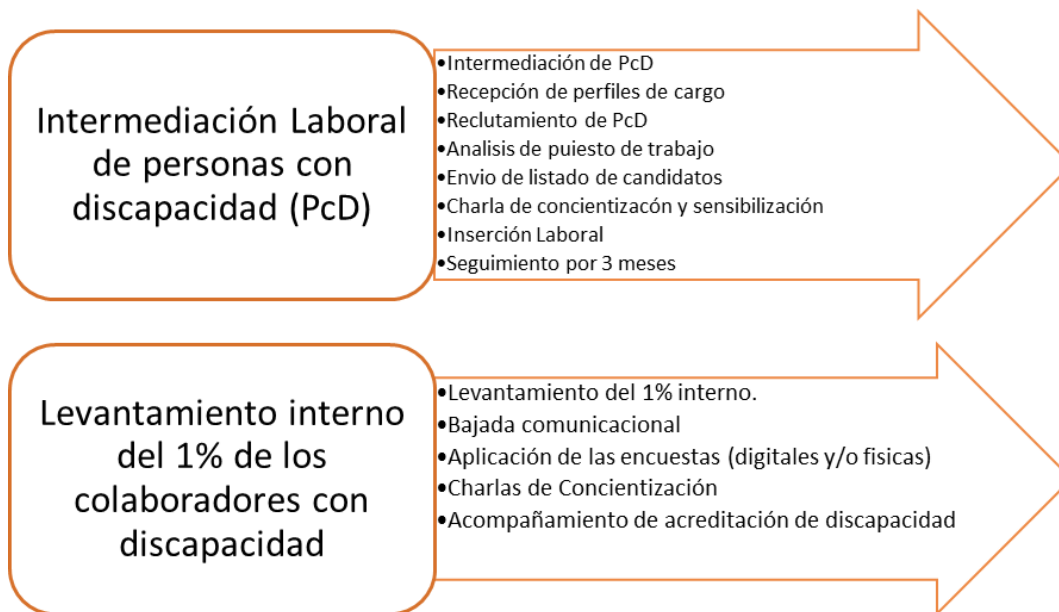 Intermediación Laboral
de personas con
discapacidad (PcD)
•Intermediación de PcD
•Recepción de perfiles de cargo
•Reclutamiento de PcD
•Analisis de puiesto de trabajo
•Envio de listado de candidatos
•Charla de concientizacón y sensibilización
•Inserción Laboral
•Seguimiento por 3 meses
Levantamiento interno
del 1% de los
colaboradores con
discapacidad
•Levantamiento del 1% interno.
•Bajada comunicacional
•Aplicación de las encuestas (digitales y/o fisicas)
•Charlas de Concientización
•Acompañamiento de acreditación de discapacidad